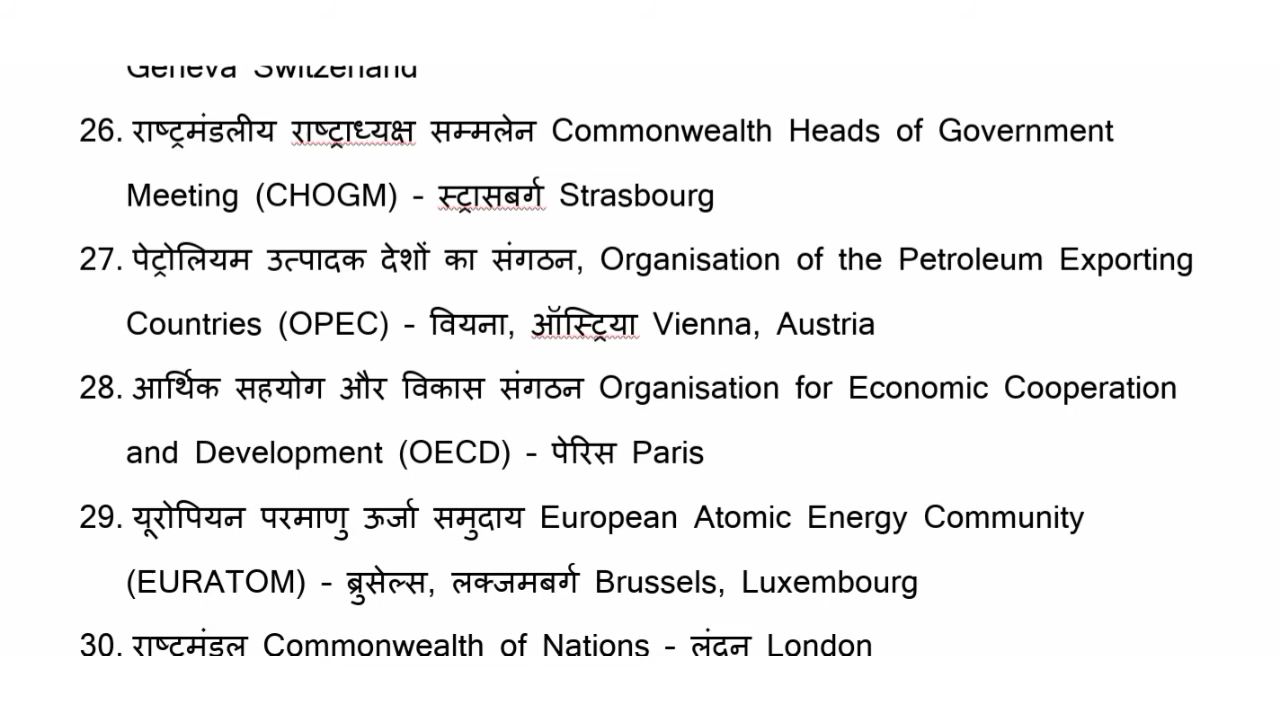 Geneva Switzerland
26. राष्ट्रमंडलीय राष्ट्राध्यक्ष सम्मलेन Commonwealth Heads of Government
Meeting (CHOGM) - स्ट्रासबर्ग Strasbourg
27. पेट्रोलियम उत्पादक देशों का संगठन, Organisation of the Petroleum Exporting
Countries (OPEC) - वियना, ऑस्ट्रिया Vienna, Austria
28. आर्थिक सहयोग और विकास संगठन Organisation for Economic Cooperation
and Development (OECD) - पेरिस Paris
29. यूरोपियन परमाणु ऊर्जा समुदाय European Atomic Energy Community
(EURATOM) - ब्रुसेल्स, लक्जमबर्ग Brussels, Luxembourg
30. राष्ट्रमंडल Commonwealth of Nations - लंदन London